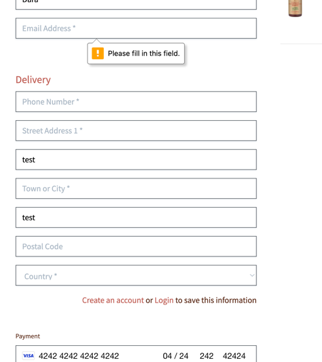 Email Address *
! Please fill in this field.
Delivery
Phone Number *
Street Address 1 *
test
Town or City *
test
Postal Code
Country *
Create an account or Login to save this information
Payment
VISA 4242 4242 4242 4242 04 / 24 242 42424